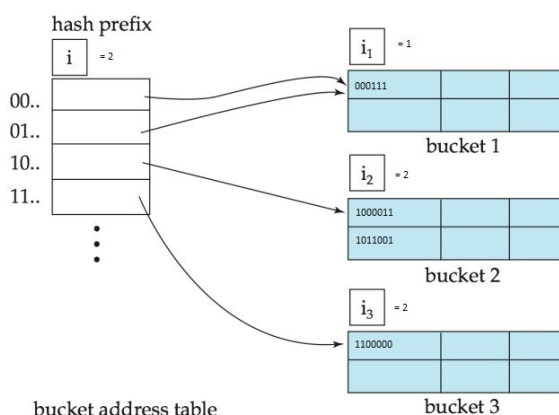 hash prefix
i = 2
00..
01..
10..
11..
bucket address table
i1 = 1
000111
bucket 1
i2 = 2
1000011
1011001
bucket 2
i3 = 2
1100000
bucket 3